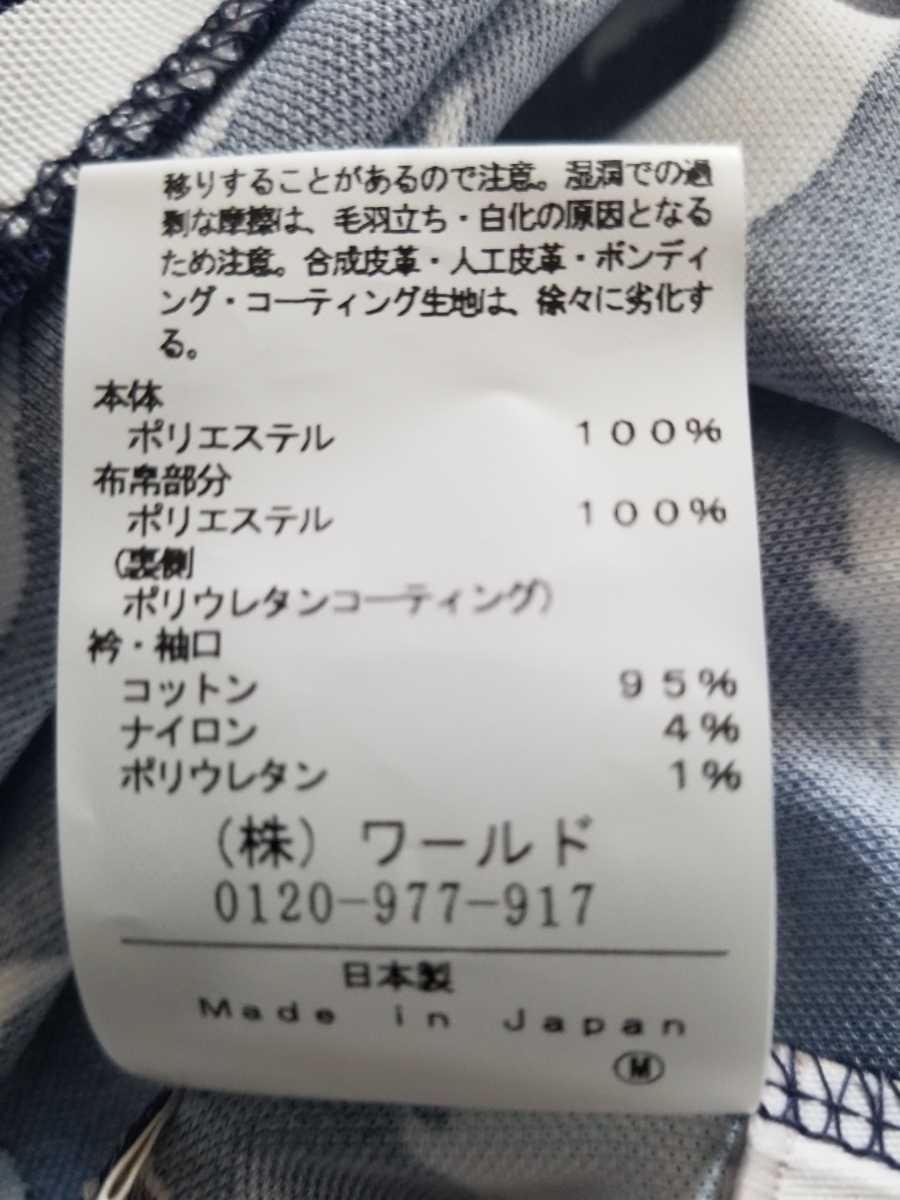 移りすることがあるので注意。湿潤での過
剰な摩擦は、毛羽立ち・白化の原因となる
ため注意。合成皮革・人工皮革・ボンディ
ング・コーティング生地は、徐々に劣化す
る。
本体
ポリエステル 100%
布帛部分
ポリエステル 100%
(裏側
ポリウレタンコーティング)
衿・袖口
コットン 95%
ナイロン 4%
ポリウレタン 1%
(株) ワールド
0120-977-917
日本製
Made in Japan
Ⓜ